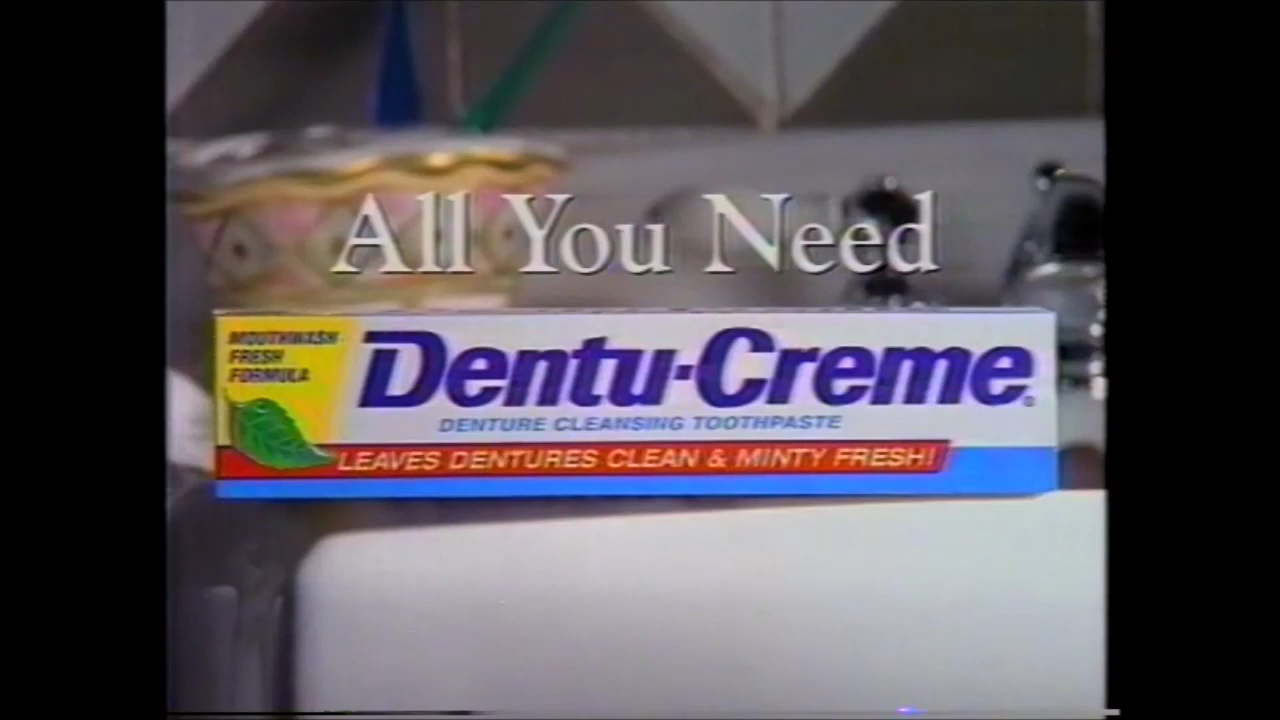 All You Need
MOUTHWASH
FRESH
FORMULA
Dentu-Creme®
DENTURE CLEANSING TOOTHPASTE
LEAVES DENTURES CLEAN & MINTY FRESH!